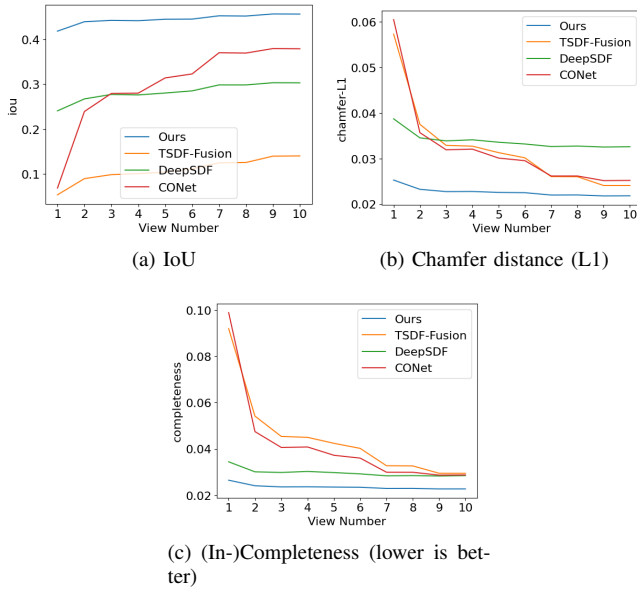 0.4
0.3
0.2
0.1
iou
Ours
TSDF-Fusion
DeepSDF
CONet
1 2 3 4 5 6 7 8 9 10
View Number
(a) IoU
0.06
0.05
0.04
0.03
0.02
chamfer-L1
Ours
TSDF-Fusion
DeepSDF
CONet
1 2 3 4 5 6 7 8 9 10
View Number
(b) Chamfer distance (L1)
0.10
0.08
0.06
0.04
0.02
completeness
Ours
TSDF-Fusion
DeepSDF
CONet
1 2 3 4 5 6 7 8 9 10
View Number
(c) (In-)Completeness (lower is bet-
ter)